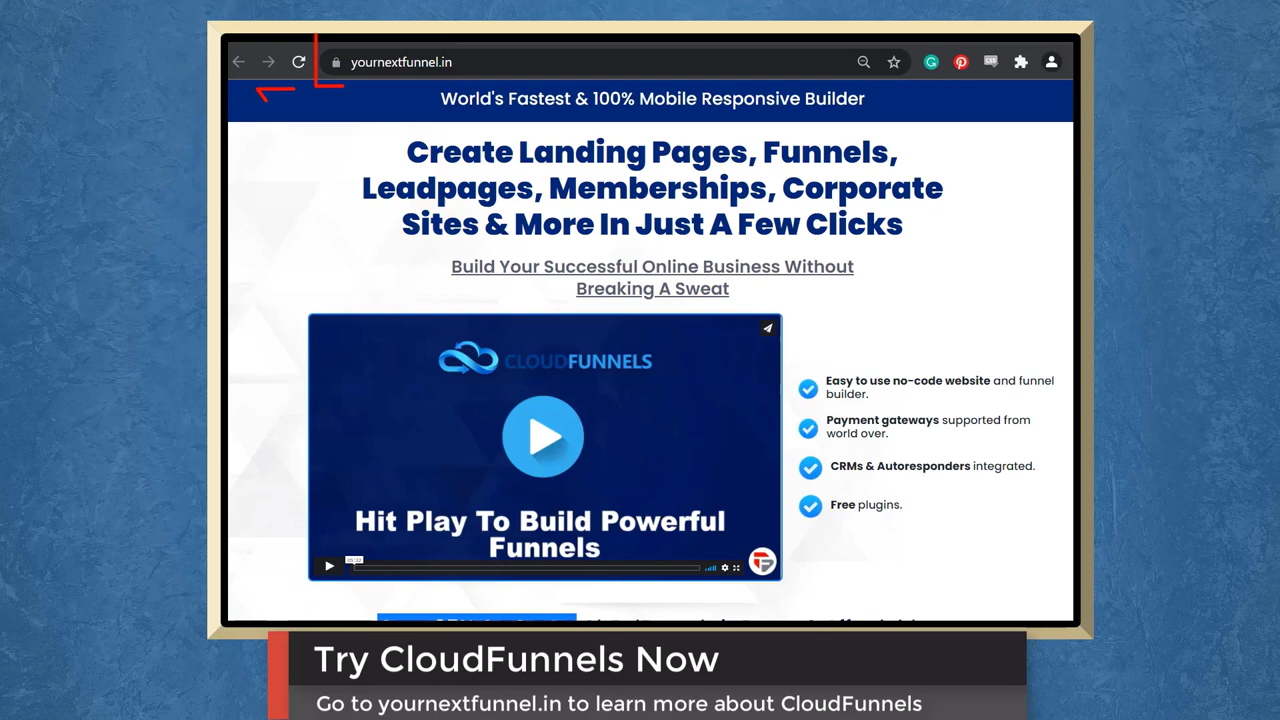 yournextfunnel.in
World's Fastest & 100% Mobile Responsive Builder
Create Landing Pages, Funnels,
Leadpages, Memberships, Corporate
Sites & More In Just A Few Clicks
Build Your Successful Online Business Without
Breaking A Sweat
CLOUDFUNNELS
Hit Play To Build Powerful
Funnels
Easy to use no-code website and funnel
builder.
Payment gateways supported from
world over.
CRMs & Autoresponders integrated.
Free plugins.
Try CloudFunnels Now
Go to yournextfunnel.in to learn more about CloudFunnels